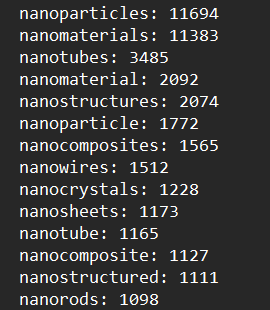 nanoparticles: 11694
nanomaterials: 11383
nanotubes: 3485
nanomaterial: 2092
nanostructures: 2074
nanoparticle: 1772
nanocomposites: 1565
nanowires: 1512
nanocrystals: 1228
nanosheets: 1173
nanotube: 1165
nanocomposite: 1127
nanostructured: 1111
nanorods: 1098